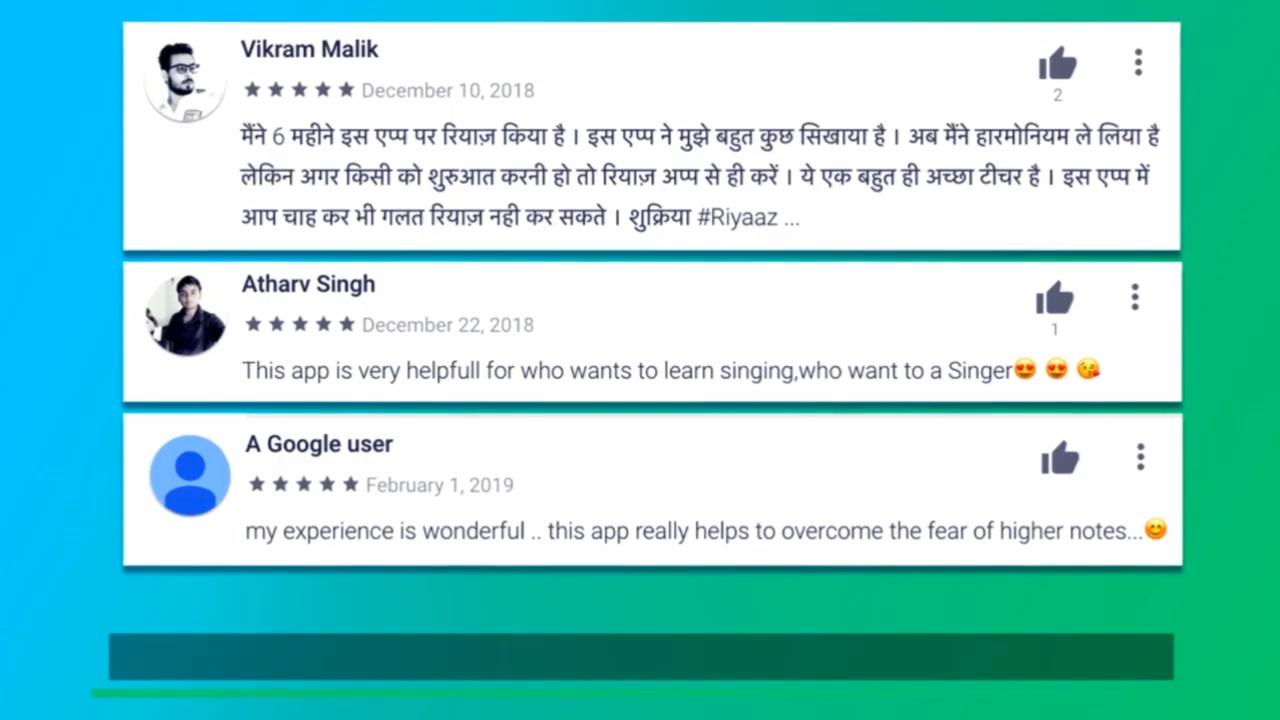 Vikram Malik
★ ★ ★ ★ ★ December 10, 2018
2
मैंने 6 महीने इस एप्प पर रियाज़ किया है । इस एप्प ने मुझे बहुत कुछ सिखाया है । अब मैंने हारमोनियम ले लिया है
लेकिन अगर किसी को शुरुआत करनी हो तो रियाज़ अप्प से ही करें । ये एक बहुत ही अच्छा टीचर है । इस एप्प में
आप चाह कर भी गलत रियाज़ नही कर सकते । शुक्रिया #Riyaaz ...
Atharv Singh
★ ★ ★ ★ ★ December 22, 2018
1
This app is very helpfull for who wants to learn singing,who want to a Singer😍 😍 😘
A Google user
★ ★ ★ ★ ★ February 1, 2019
my experience is wonderful .. this app really helps to overcome the fear of higher notes...😊